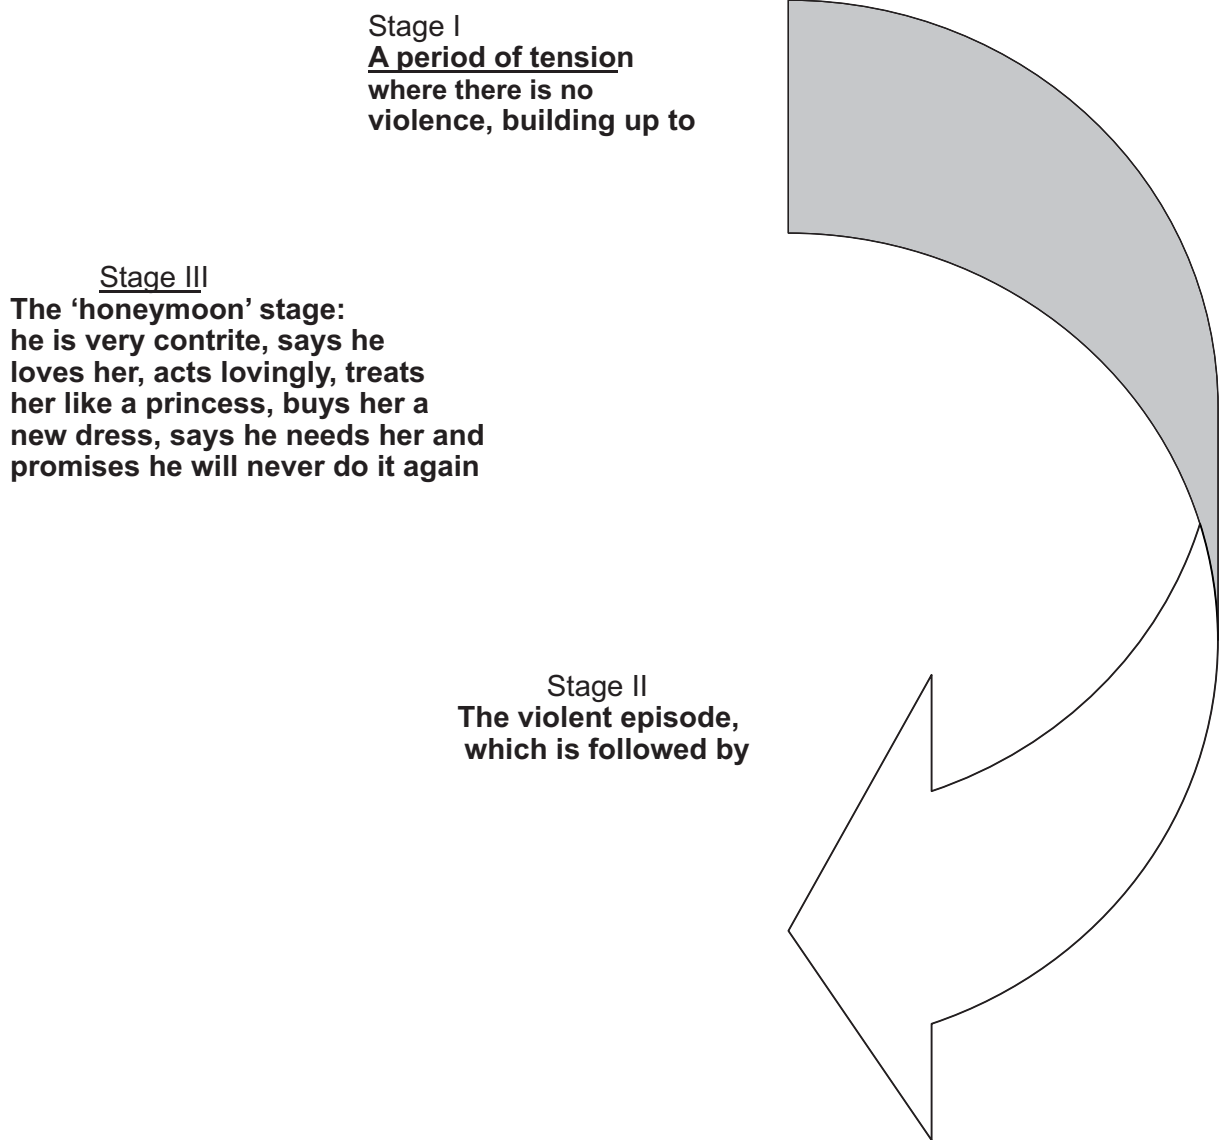 Stage I
A period of tension
where there is no
violence, building up to
Stage III
The ‘honeymoon’ stage:
he is very contrite, says he
loves her, acts lovingly, treats
her like a princess, buys her a
new dress, says he needs her and
promises he will never do it again
Stage II
The violent episode,
which is followed by